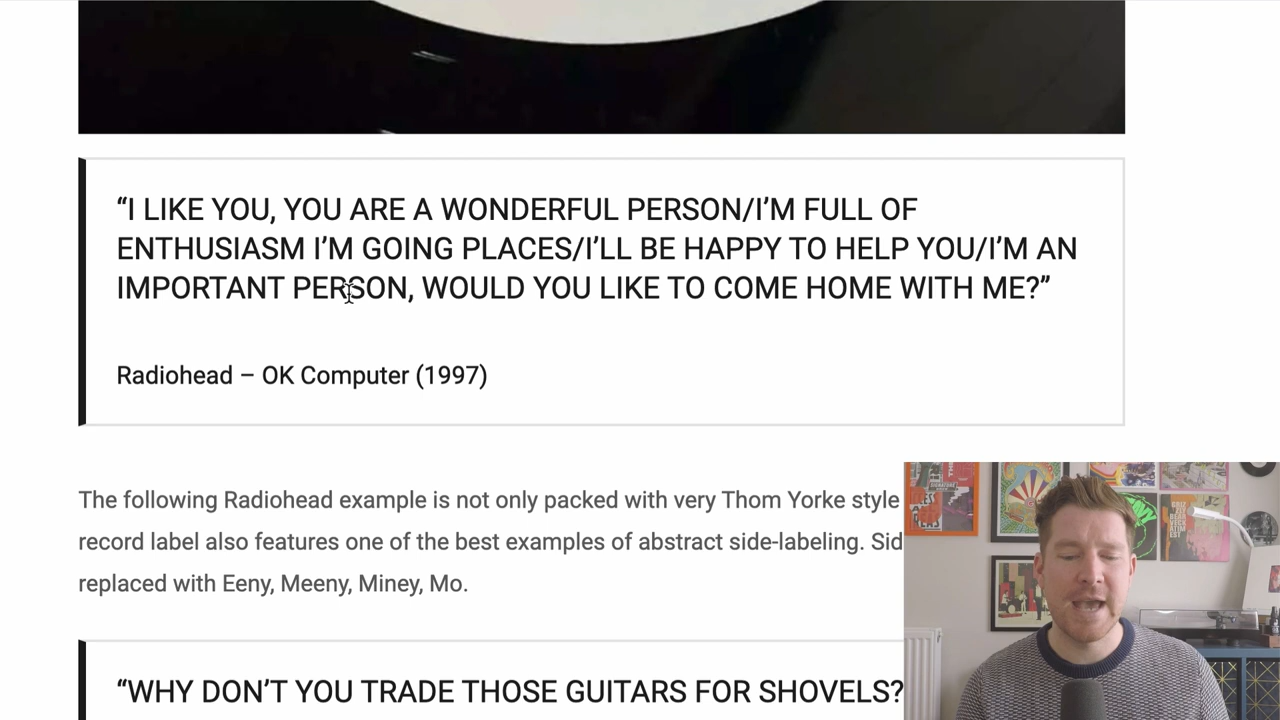 “I LIKE YOU, YOU ARE A WONDERFUL PERSON/I’M FULL OF
ENTHUSIASM I’M GOING PLACES/I’LL BE HAPPY TO HELP YOU/I’M AN
IMPORTANT PERSON, WOULD YOU LIKE TO COME HOME WITH ME?”
Radiohead – OK Computer (1997)
The following Radiohead example is not only packed with very Thom Yorke style
record label also features one of the best examples of abstract side-labeling. Sid
replaced with Eeny, Meeny, Miney, Mo.
“WHY DON’T YOU TRADE THOSE GUITARS FOR SHOVELS?